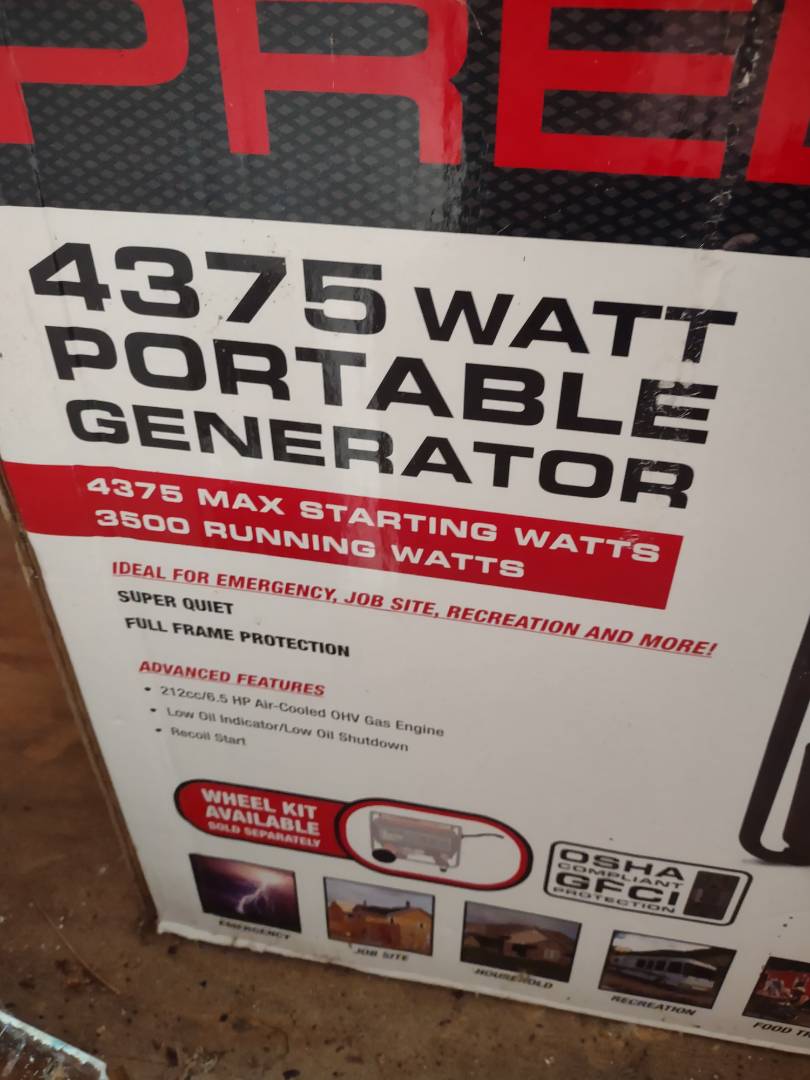 PRE
4375 WATT
PORTABLE
GENERATOR
4375 MAX STARTING WATTS
3500 RUNNING WATTS
IDEAL FOR EMERGENCY, JOB SITE, RECREATION AND MORE!
SUPER QUIET
FULL FRAME PROTECTION
ADVANCED FEATURES
• 212cc/6.5 HP Air-Cooled OHV Gas Engine
• Low Oil Indicator/Low Oil Shutdown
• Recoil Start
WHEEL KIT
AVAILABLE
SOLD SEPARATELY
OSHA
COMPLIANT
GFCI
PROTECTION
EMERGENCY
JOB SITE
HOUSEHOLD
RECREATION
FOOD